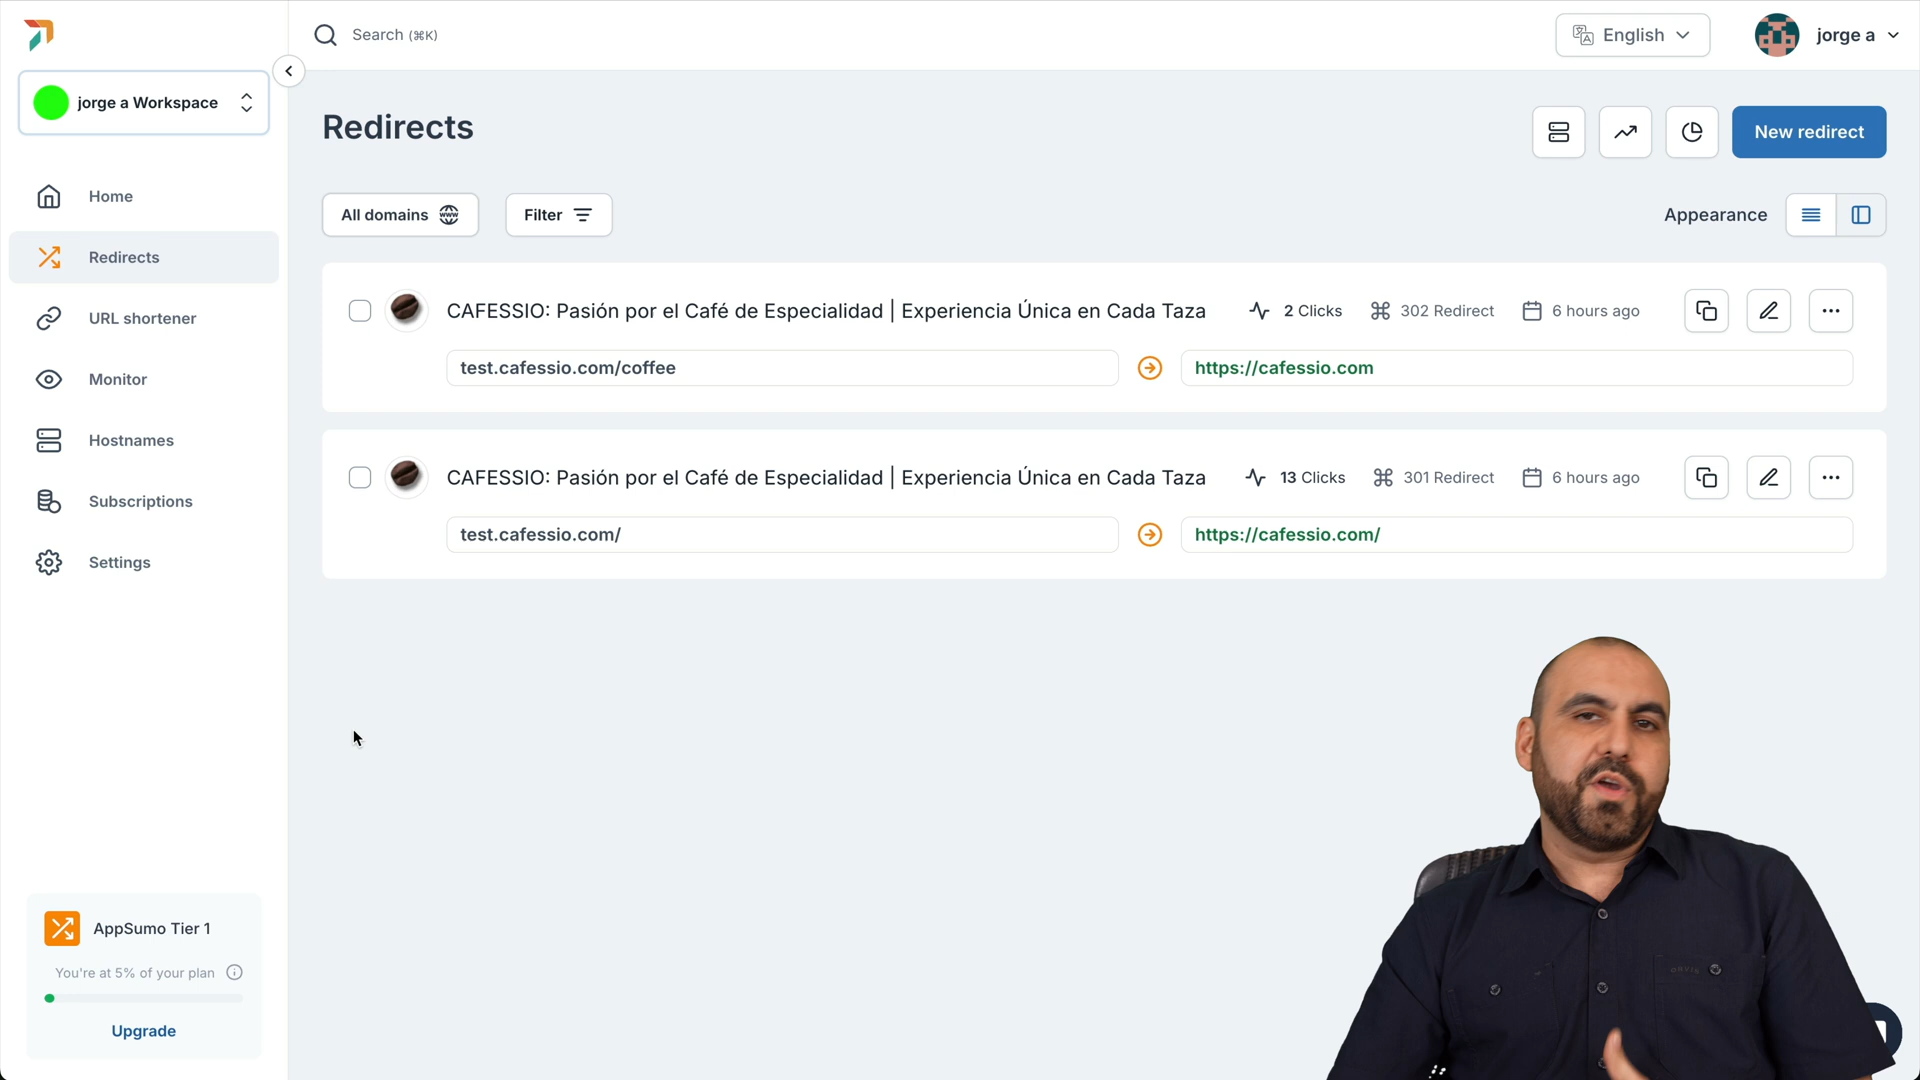 Search (⌘K)
English
jorge a
jorge a Workspace
Home
Redirects
URL shortener
Monitor
Hostnames
Subscriptions
Settings
AppSumo Tier 1
You're at 5% of your plan
Upgrade
Redirects
New redirect
All domains
Filter
Appearance
CAFESSIO: Pasión por el Café de Especialidad | Experiencia Única en Cada Taza
2 Clicks
302 Redirect
6 hours ago
test.cafessio.com/coffee
https://cafessio.com
CAFESSIO: Pasión por el Café de Especialidad | Experiencia Única en Cada Taza
13 Clicks
301 Redirect
6 hours ago
test.cafessio.com/
https://cafessio.com/